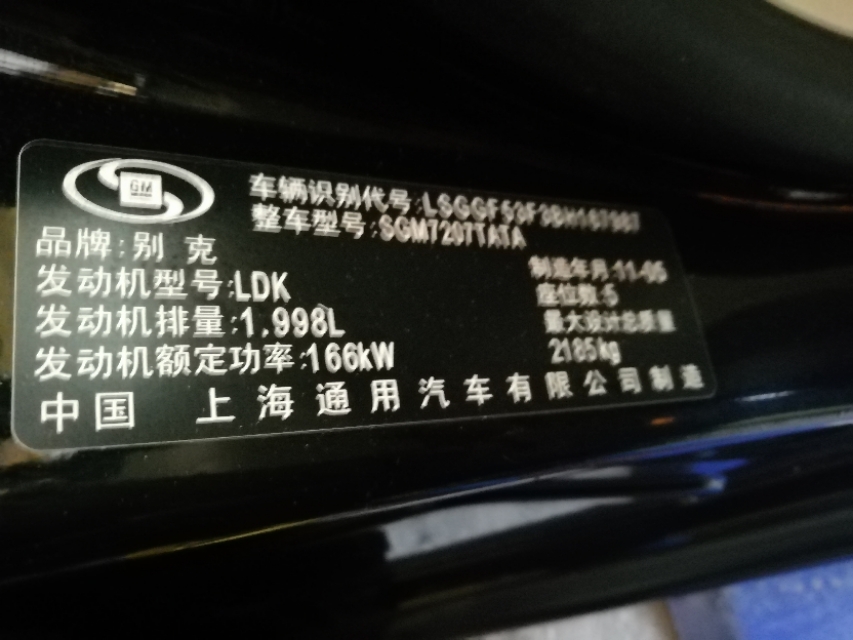 GM
车辆识别代号:
整车型号:SGM7207TATA
品牌:别 克
发动机型号:LDK
制造年月:11-05
发动机排量:1.998L
座位数:5
发动机额定功率:166kW
最大设计总质量
2185kg
中国 上海通用汽车有限公司制造